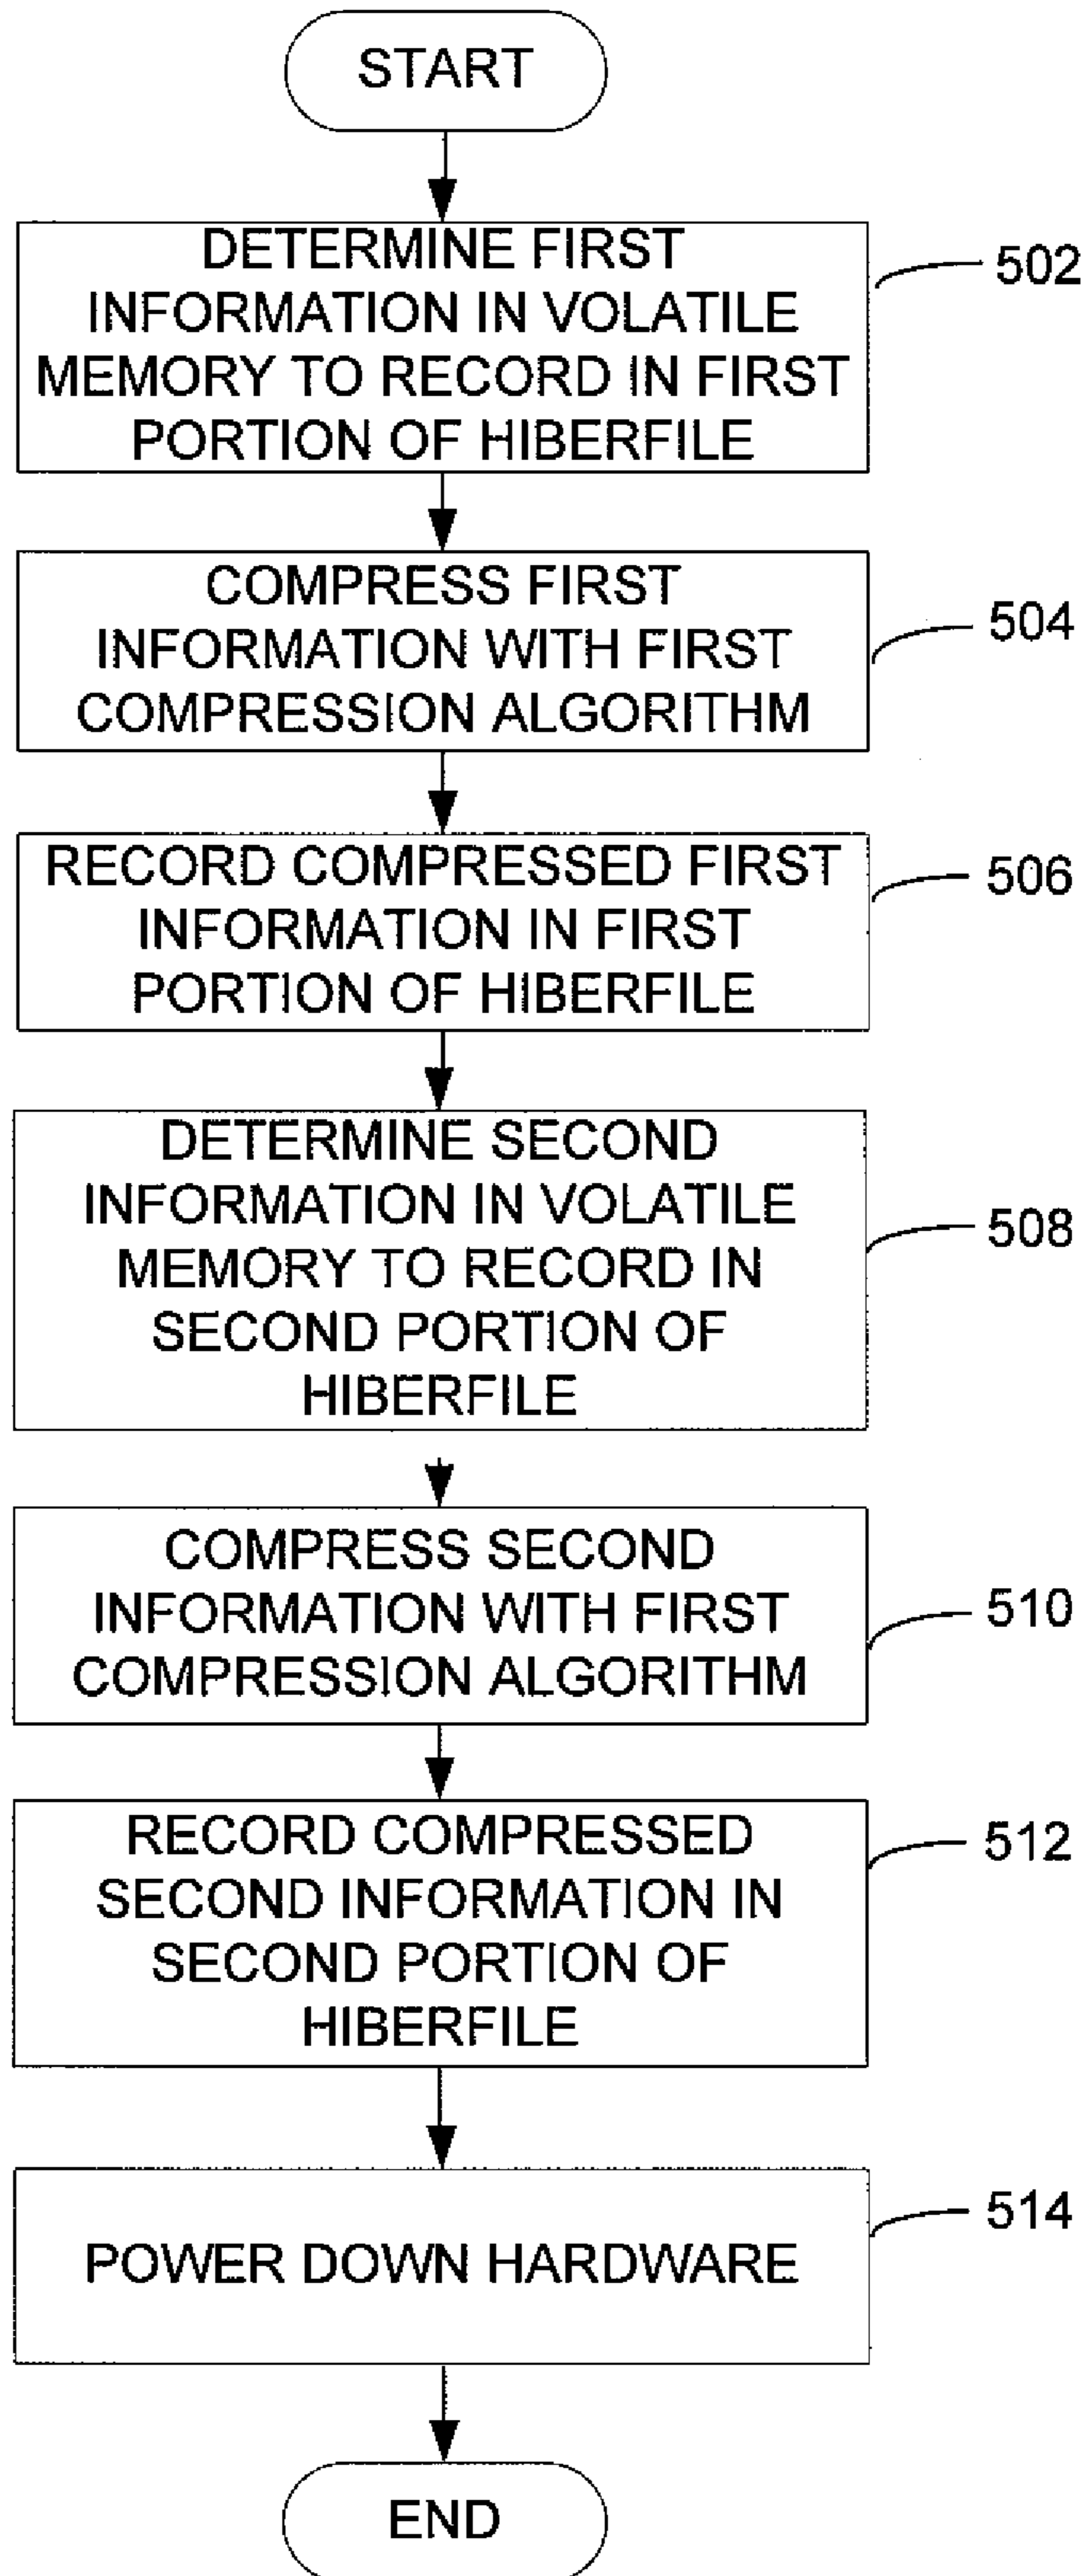 START
DETERMINE FIRST
INFORMATION IN VOLATILE
MEMORY TO RECORD IN FIRST
PORTION OF HIBERFILE
502
COMPRESS FIRST
INFORMATION WITH FIRST
COMPRESSION ALGORITHM
504
RECORD COMPRESSED FIRST
INFORMATION IN FIRST
PORTION OF HIBERFILE
506
DETERMINE SECOND
INFORMATION IN VOLATILE
MEMORY TO RECORD IN
SECOND PORTION OF
HIBERFILE
508
COMPRESS SECOND
INFORMATION WITH FIRST
COMPRESSION ALGORITHM
510
RECORD COMPRESSED
SECOND INFORMATION IN
SECOND PORTION OF
HIBERFILE
512
POWER DOWN HARDWARE
514
END